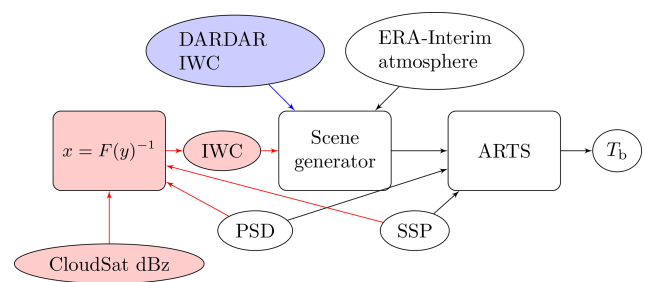 DARDAR
IWC
ERA-Interim
atmosphere
x = F(y)⁻¹
IWC
Scene
generator
ARTS
T_b
PSD
SSP
CloudSat dBz